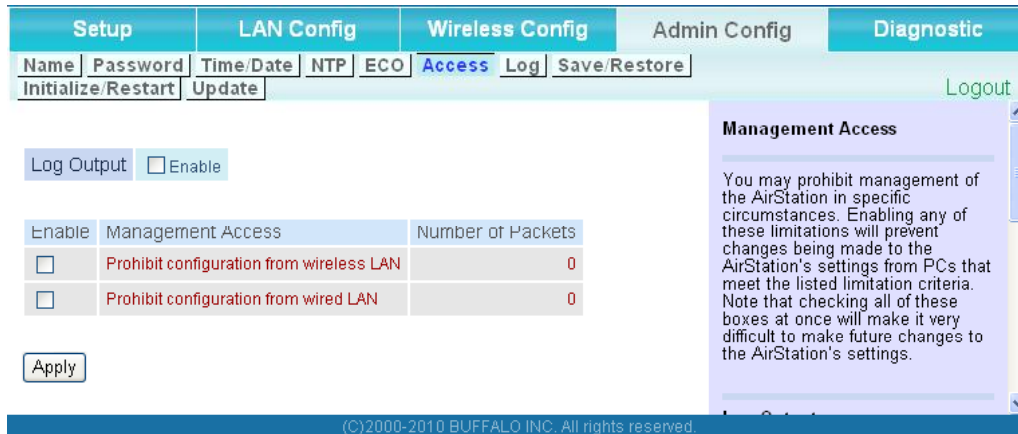 Setup LAN Config Wireless Config Admin Config Diagnostic
Name Password Time/Date NTP ECO Access Log Save/Restore
Initialize/Restart Update
Logout
Log Output Enable
Enable Management Access Number of Packets
Prohibit configuration from wireless LAN 0
Prohibit configuration from wired LAN 0
Apply
Management Access
You may prohibit management of
the AirStation in specific
circumstances. Enabling any of
these limitations will prevent
changes being made to the
AirStation's settings from PCs that
meet the listed limitation criteria.
Note that checking all of these
boxes at once will make it very
difficult to make future changes to
the AirStation's settings.
(C)2000-2010 BUFFALO INC. All rights reserved.